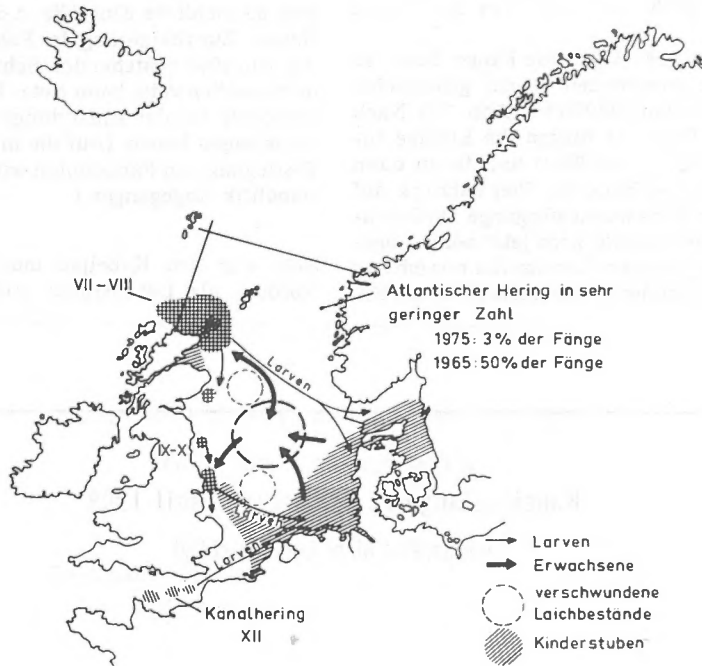 VII – VIII
Atlantischer Hering in sehr
geringer Zahl
1975: 3% der Fänge
1965: 50% der Fänge
Larven
IX-X
Larven
Larven
Kanalhering
XII
Larven
Erwachsene
verschwundene
Laichbestände
Kinderstuben